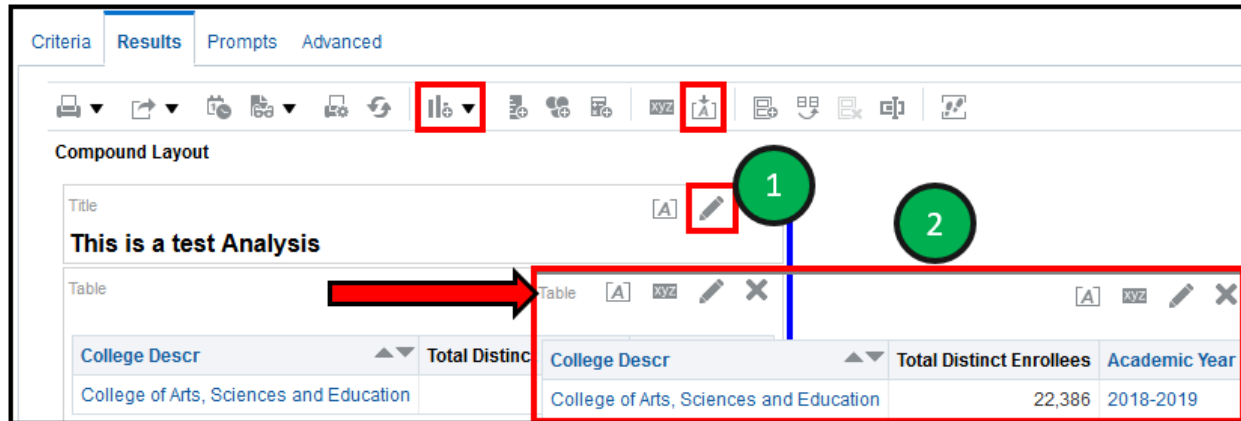 Criteria Results Prompts Advanced
xyz [A]
Compound Layout
1
Title [A]
2
This is a test Analysis
Table Table [A] xyz [A] xyz
College Descr Total Distinc College Descr Total Distinct Enrollees Academic Year
College of Arts, Sciences and Education College of Arts, Sciences and Education 22,386 2018-2019